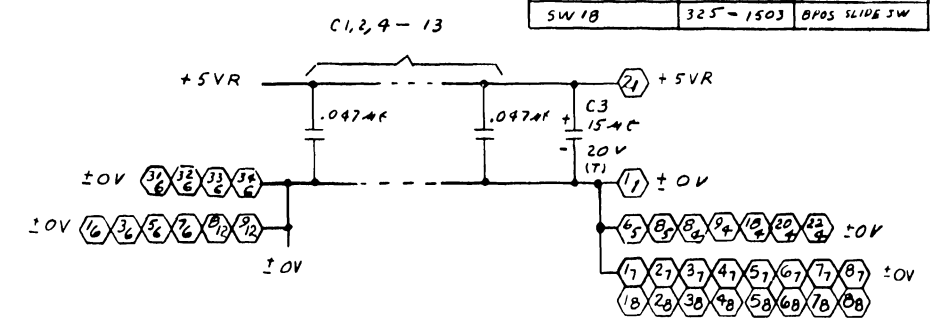 SW 18 325-1503 8POS SLIDE SW
C1,2,4 - 13
+5VR 21 +5VR
.047µf .047µf + C3
15µf
- 20V
(T)
±0V 31/6 32/6 33/6 34/6 1/1 ±0V
±0V 1/6 3/6 5/6 7/6 8/12 9/12 6/5 8/5 8/4 9/4 18/4 20/4 22/4 ±0V
±0V
1/7 2/7 3/7 4/7 5/7 6/7 7/7 8/7 ±0V
1/8 2/8 3/8 4/8 5/8 6/8 7/8 8/8